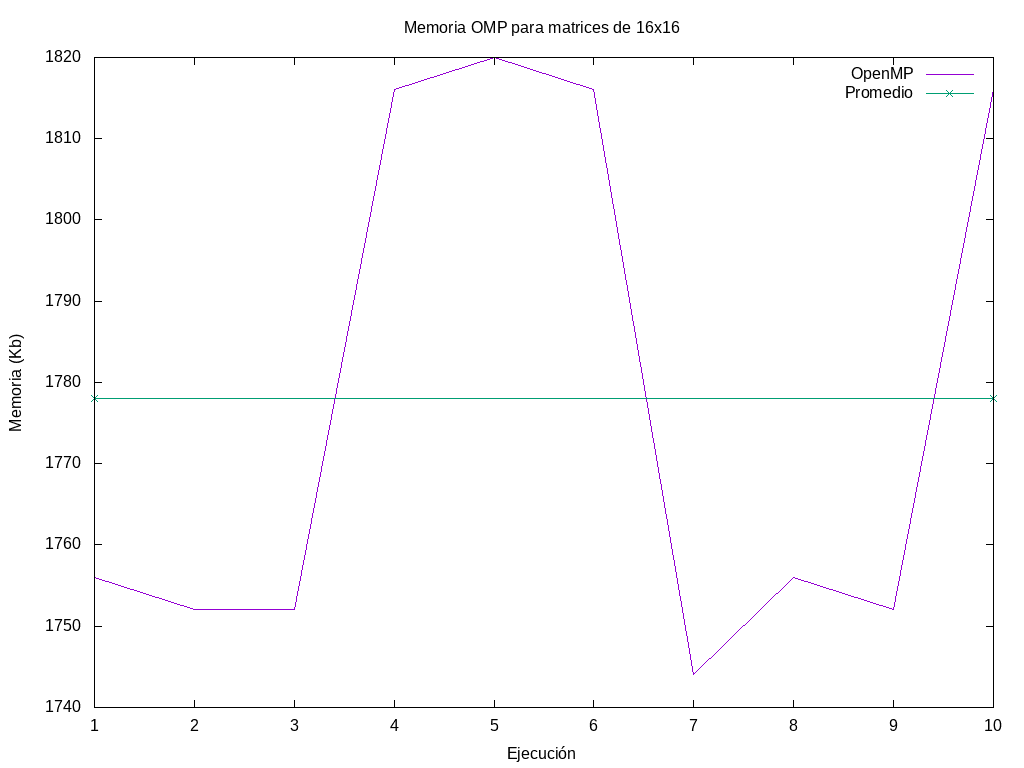 Memoria OMP para matrices de 16x16
1820
1810
1800
1790
1780
1770
1760
1750
1740
Memoria (Kb)
OpenMP
Promedio
1 2 3 4 5 6 7 8 9 10
Ejecución